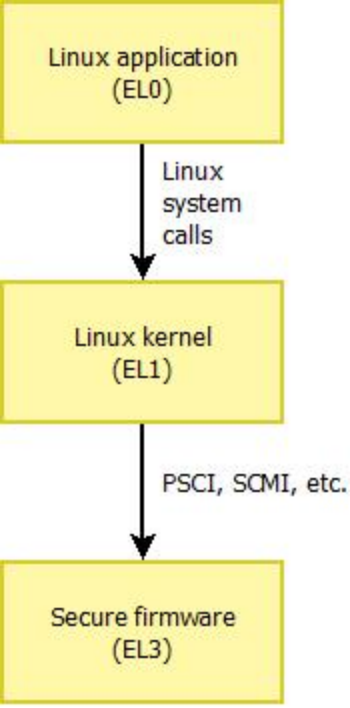 Linux application
(EL0)
Linux
system
calls
Linux kernel
(EL1)
PSCI, SCMI, etc.
Secure firmware
(EL3)